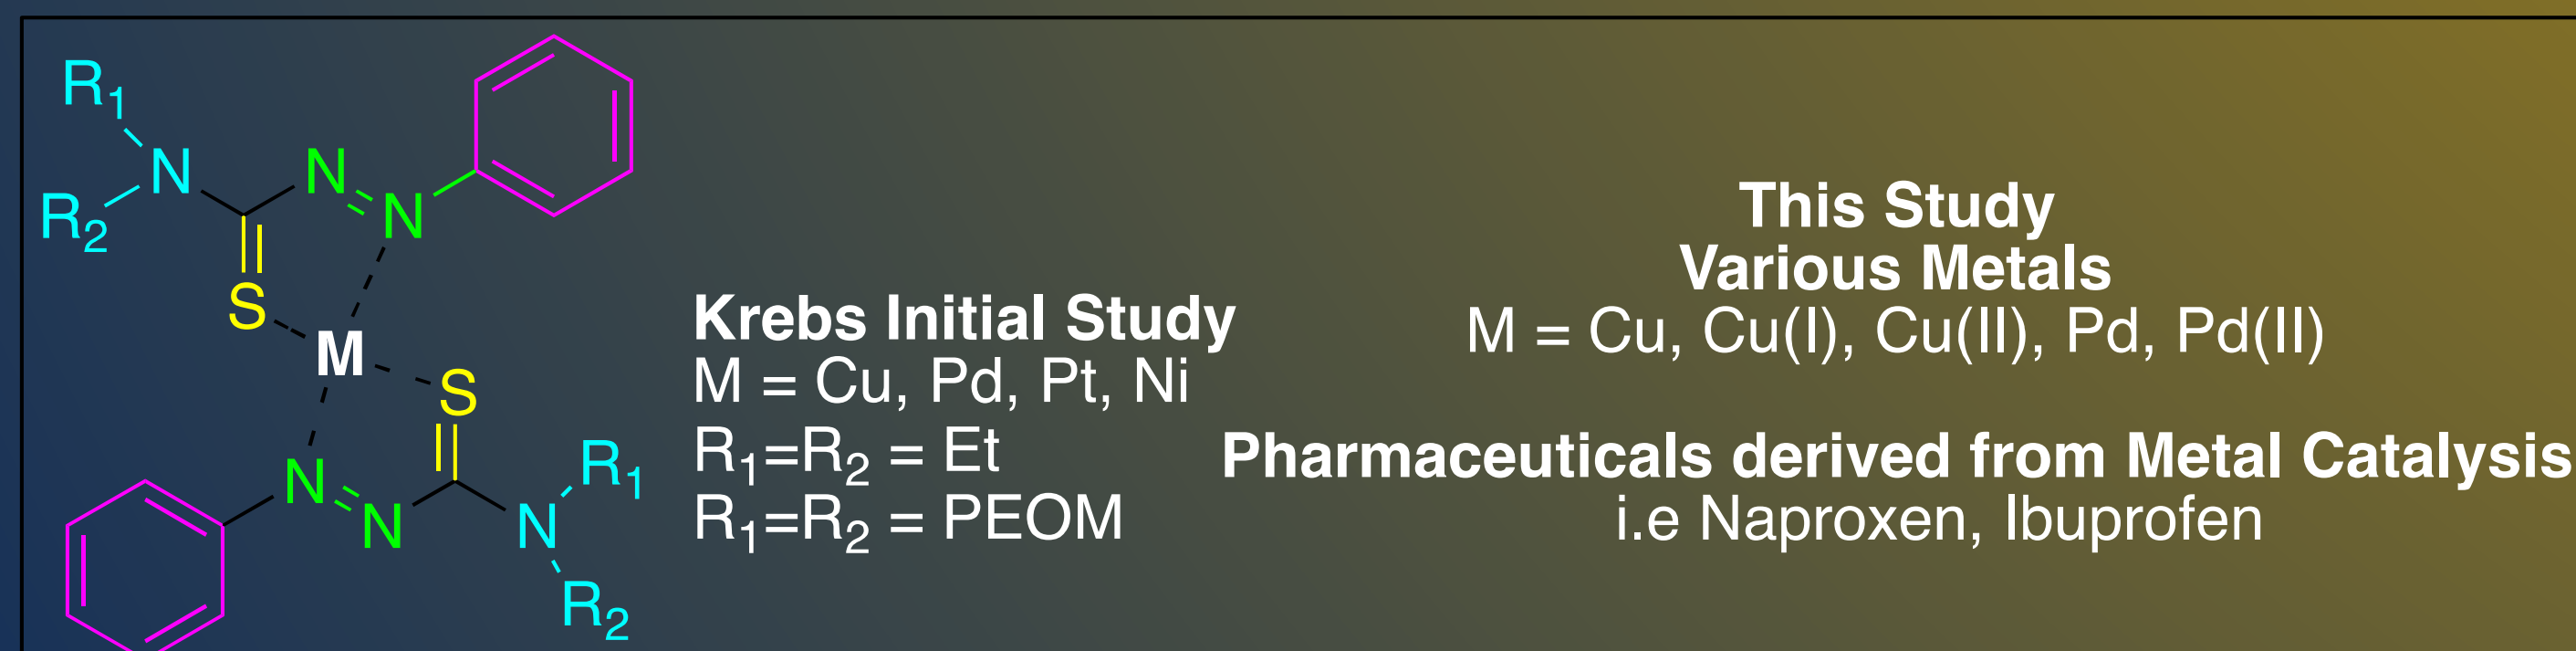 R1
N
R2
N
N
S
M
S
N
N
N
R1
R2
Krebs Initial Study
M = Cu, Pd, Pt, Ni
R1=R2 = Et
R1=R2 = PEOM
This Study
Various Metals
M = Cu, Cu(I), Cu(II), Pd, Pd(II)
Pharmaceuticals derived from Metal Catalysis
i.e Naproxen, Ibuprofen